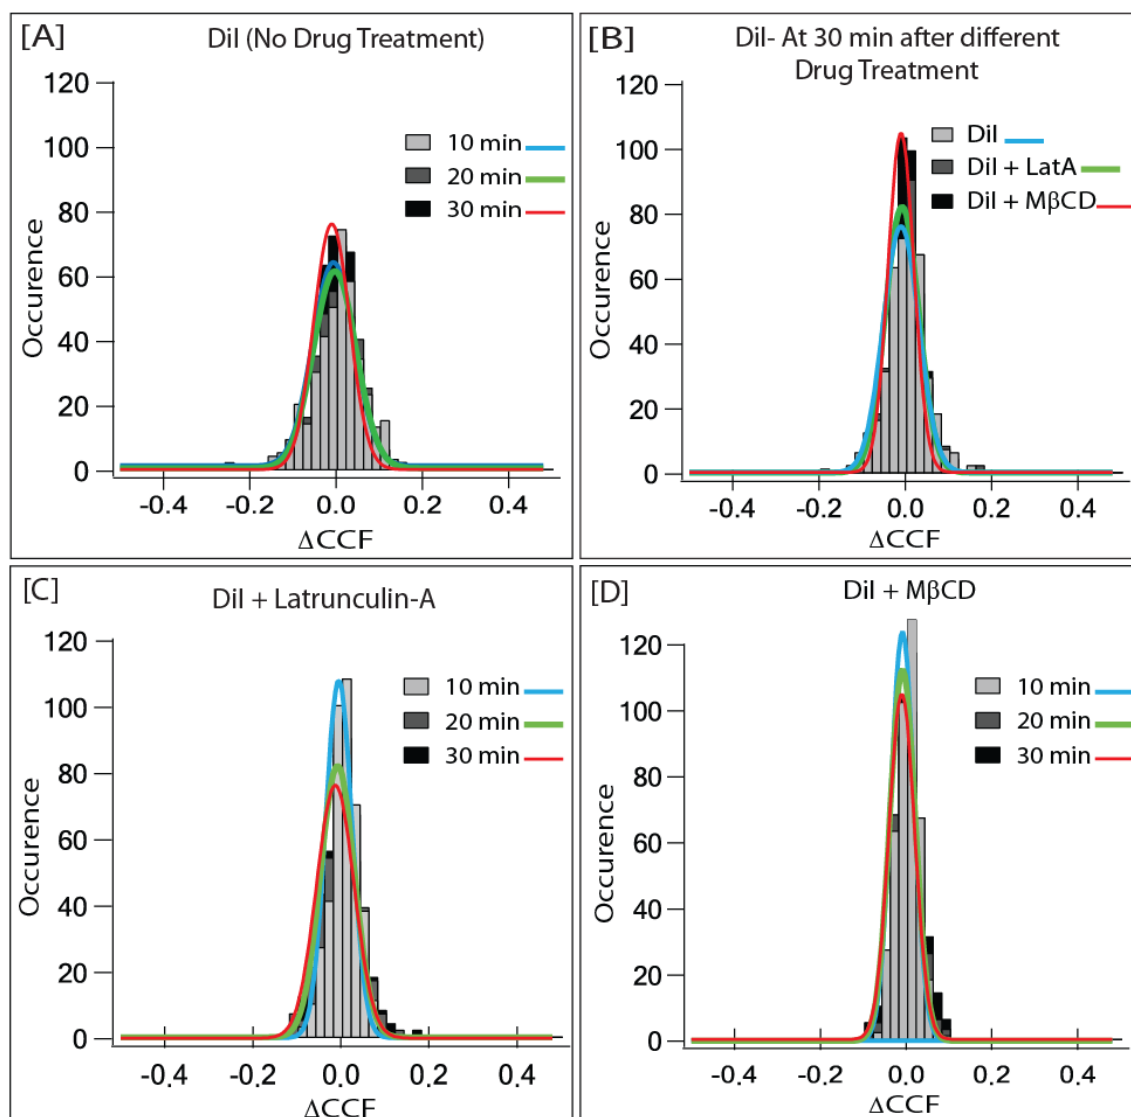 [A]
DiI (No Drug Treatment)
120
100
80
60
40
20
0
Occurence
10 min
20 min
30 min
-0.4
-0.2
0.0
0.2
0.4
ΔCCF
[B]
DiI- At 30 min after different
Drug Treatment
120
100
80
60
40
20
0
Occurence
DiI
DiI + LatA
DiI + MβCD
-0.4
-0.2
0.0
0.2
0.4
ΔCCF
[C]
DiI + Latrunculin-A
120
100
80
60
40
20
0
Occurence
10 min
20 min
30 min
-0.4
-0.2
0.0
0.2
0.4
ΔCCF
[D]
DiI + MβCD
120
100
80
60
40
20
0
Occurence
10 min
20 min
30 min
-0.4
-0.2
0.0
0.2
0.4
ΔCCF